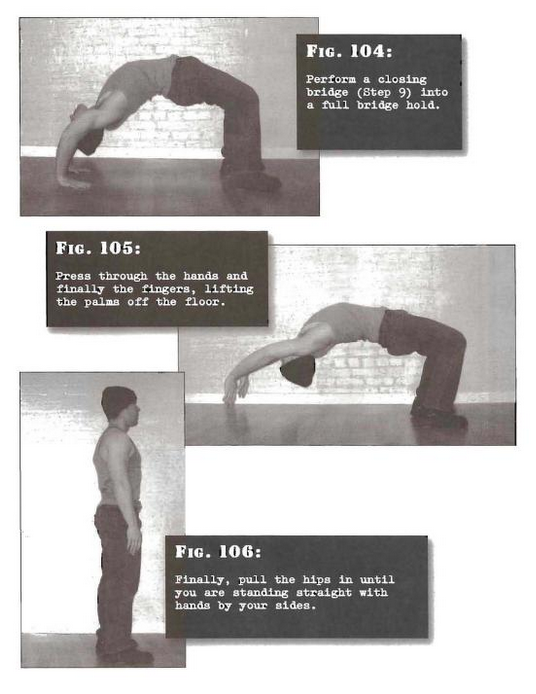 Fig. 104:
Perform a closing
bridge (Step 9) into
a full bridge hold.
Fig. 105:
Press through the hands and
finally the fingers, lifting
the palms off the floor.
Fig. 106:
Finally, pull the hips in until
you are standing straight with
hands by your sides.